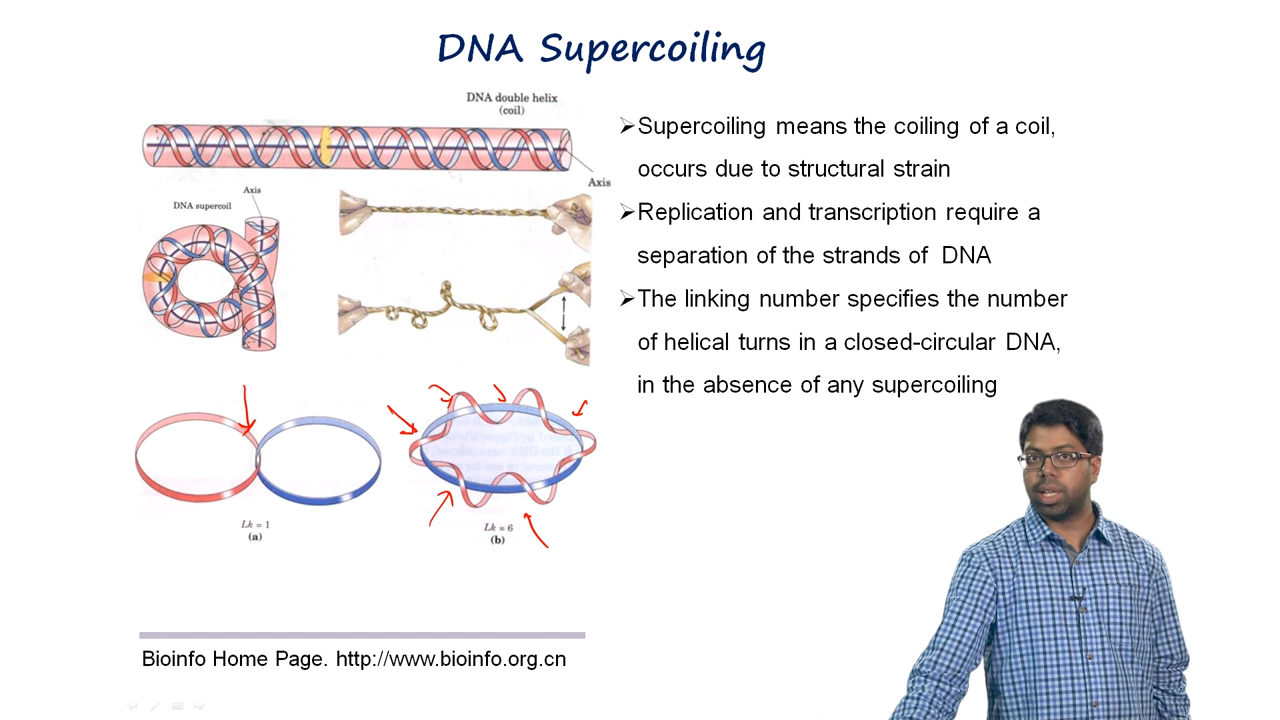 DNA Supercoiling
DNA double helix
(coil)
Axis
Axis
DNA supercoil
➢Supercoiling means the coiling of a coil,
occurs due to structural strain
➢Replication and transcription require a
separation of the strands of DNA
➢The linking number specifies the number
of helical turns in a closed-circular DNA,
in the absence of any supercoiling
Lk = 1
(a)
Lk = 6
(b)
Bioinfo Home Page. http://www.bioinfo.org.cn